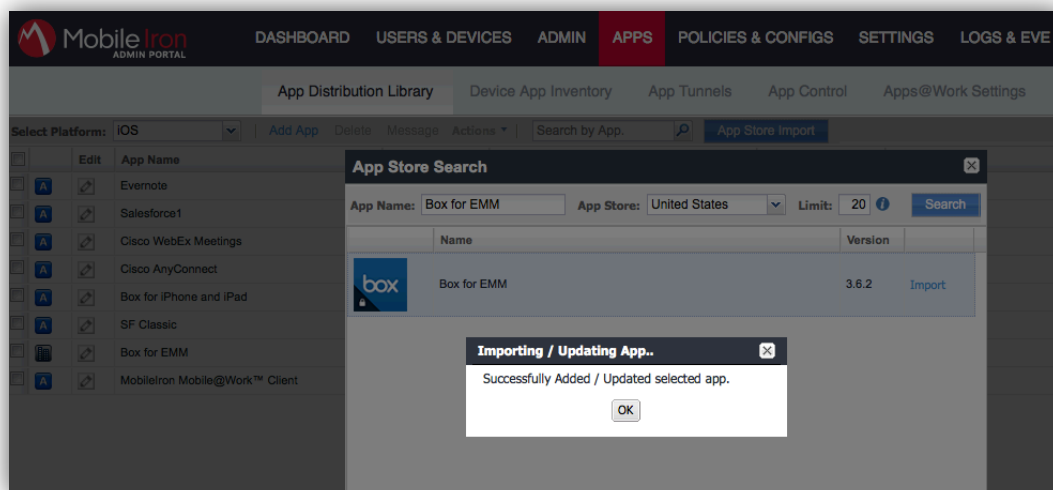 MobileIron
ADMIN PORTAL
DASHBOARD USERS & DEVICES ADMIN APPS POLICIES & CONFIGS SETTINGS LOGS & EVE
App Distribution Library Device App Inventory App Tunnels App Control Apps@Work Settings
Select Platform: iOS Add App Delete Message Actions Search by App. App Store Import
Edit App Name
Evernote
Salesforce1
Cisco WebEx Meetings
Cisco AnyConnect
Box for iPhone and iPad
SF Classic
Box for EMM
MobileIron Mobile@Work™ Client
App Store Search
App Name: Box for EMM App Store: United States Limit: 20 Search
Name Version
box Box for EMM 3.6.2 Import
Importing / Updating App..
Successfully Added / Updated selected app.
OK